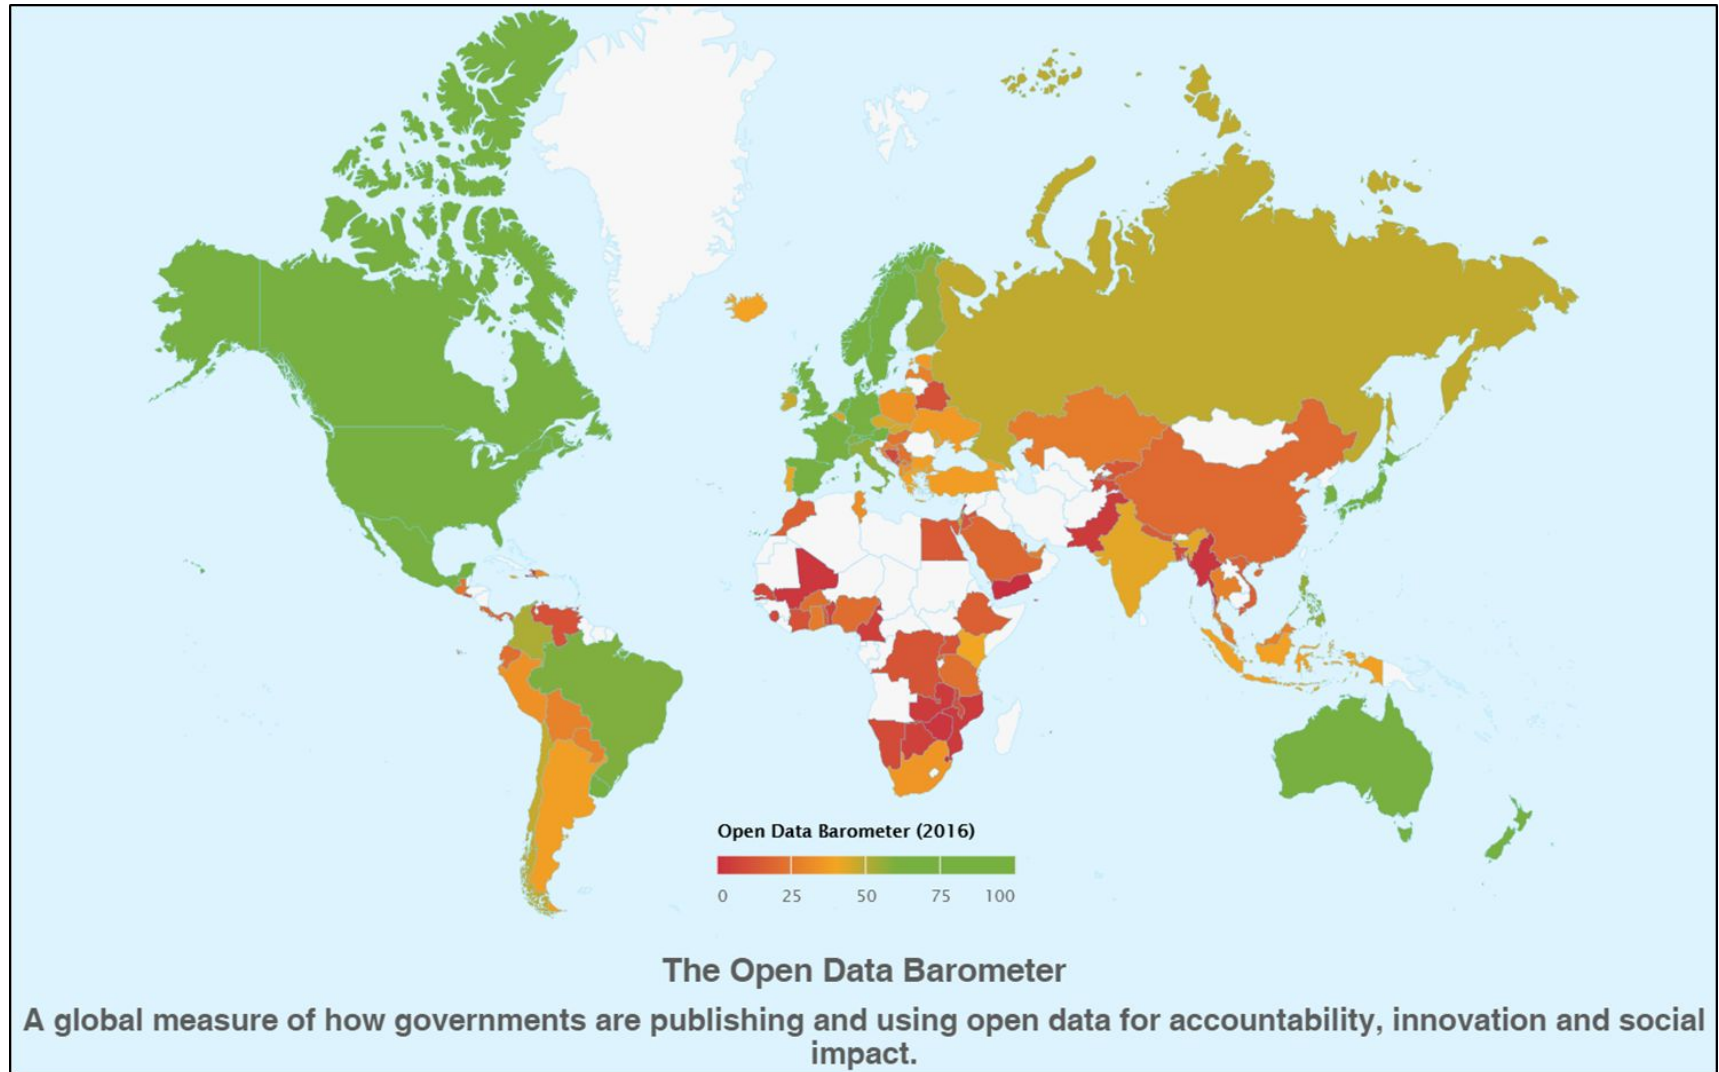 Open Data Barometer (2016)
0 25 50 75 100
The Open Data Barometer
A global measure of how governments are publishing and using open data for accountability, innovation and social
impact.